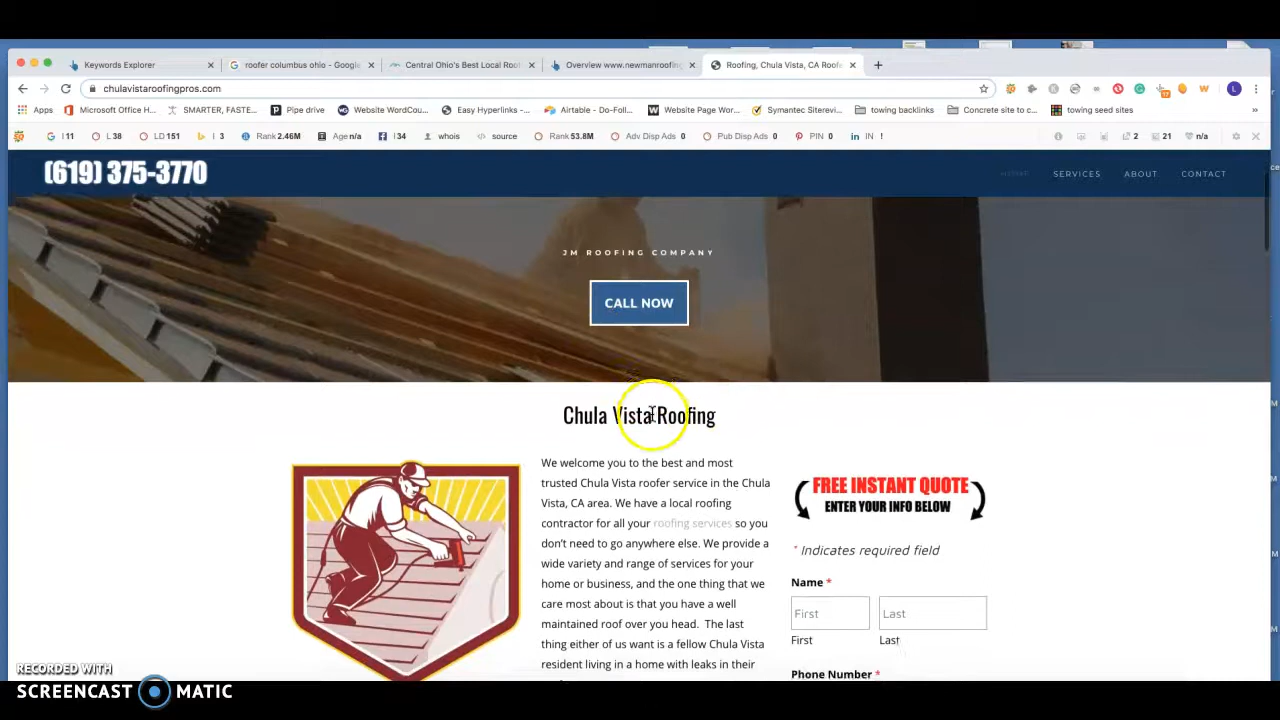 Keywords Explorer
roofer columbus ohio - Google
Central Ohio's Best Local Roof
Overview www.newmanroofing
Roofing, Chula Vista, CA Roofe
chulavistaroofingpros.com
Apps
Microsoft Office H...
SMARTER, FASTE...
Pipe drive
Website WordCou...
Easy Hyperlinks -...
Airtable - Do-Foll...
Website Page Wor...
Symantec Siterevi...
towing backlinks
Concrete site to c...
towing seed sites
I 11
L 38
LD 151
I 3
Rank 2.46M
Age n/a
I 34
whois
source
Rank 53.8M
Adv Disp Ads 0
Pub Disp Ads 0
PIN 0
IN !
2
21
n/a
(619) 375-3770
HOME
SERVICES
ABOUT
CONTACT
JM ROOFING COMPANY
CALL NOW
Chula Vista Roofing
We welcome you to the best and most
trusted Chula Vista roofer service in the Chula
Vista, CA area. We have a local roofing
contractor for all your roofing services so you
don't need to go anywhere else. We provide a
wide variety and range of services for your
home or business, and the one thing that we
care most about is that you have a well
maintained roof over you head. The last
thing either of us want is a fellow Chula Vista
resident living in a home with leaks in their
FREE INSTANT QUOTE
ENTER YOUR INFO BELOW
* Indicates required field
Name *
First
Last
First
Last
Phone Number *
RECORDED WITH
SCREENCAST MATIC